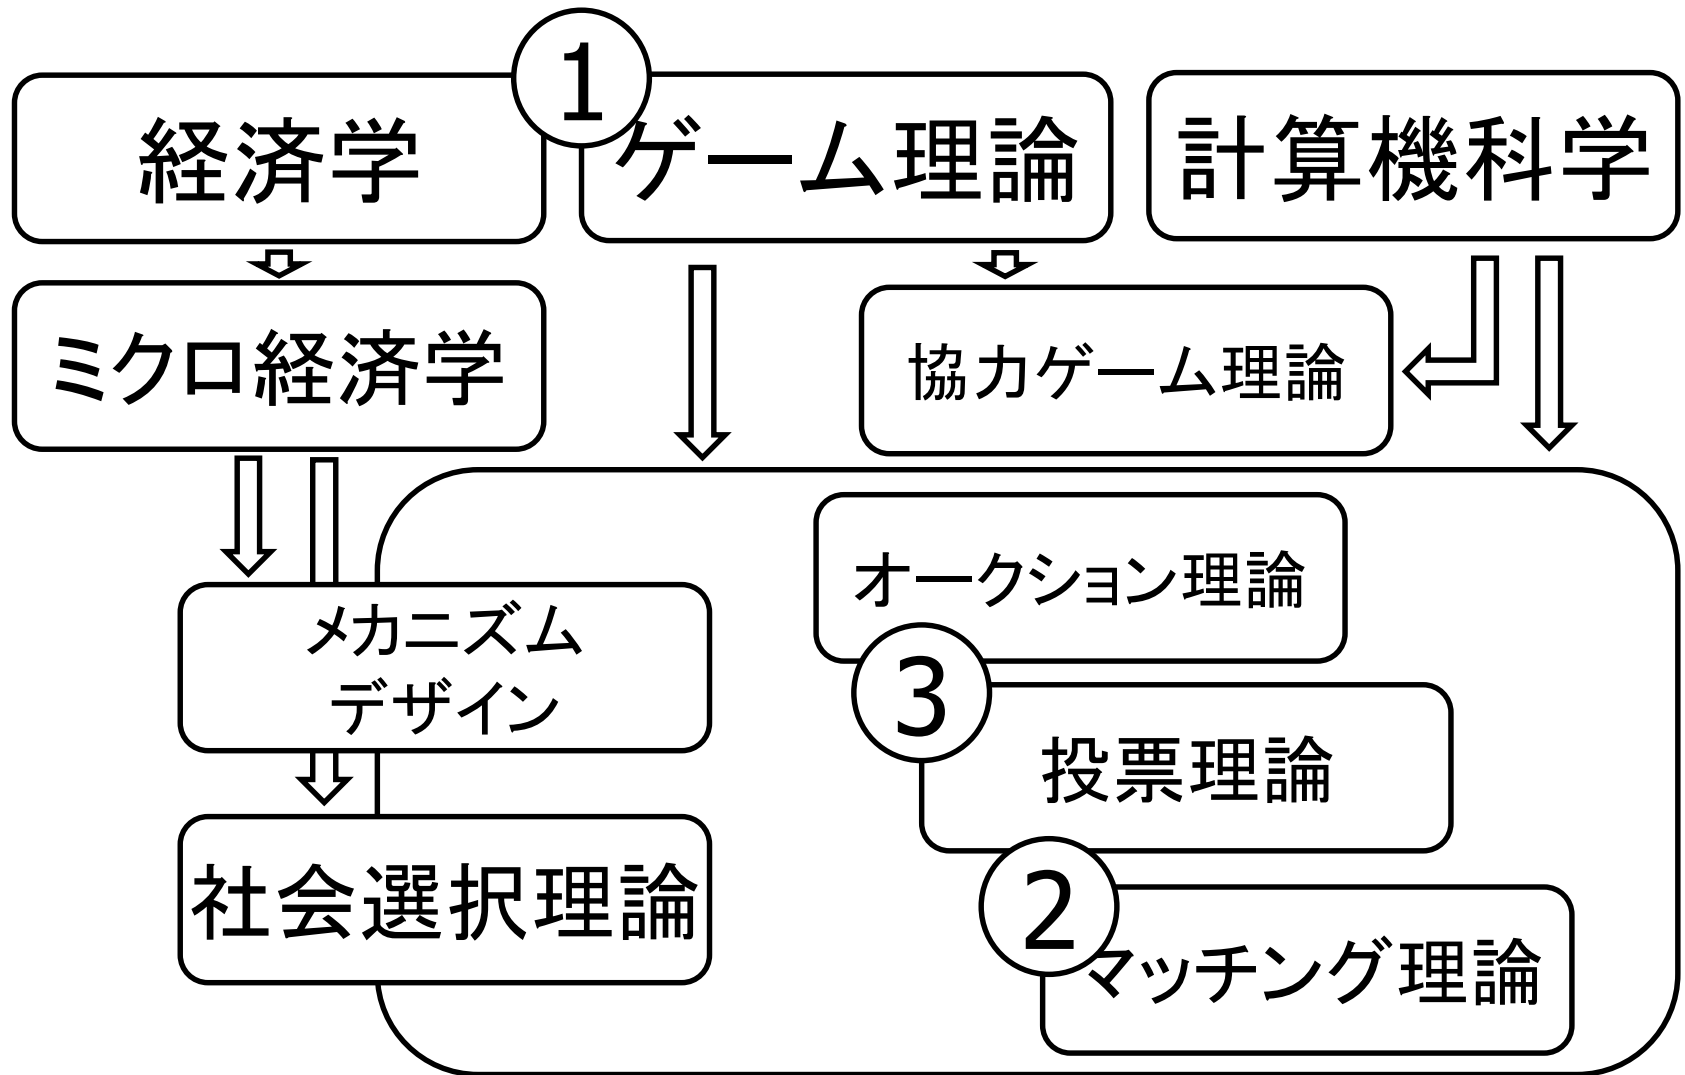 1
経済学
ゲーム理論
計算機科学
ミクロ経済学
協力ゲーム理論
オークション理論
メカニズム
デザイン
3
投票理論
社会選択理論
2
マッチング理論